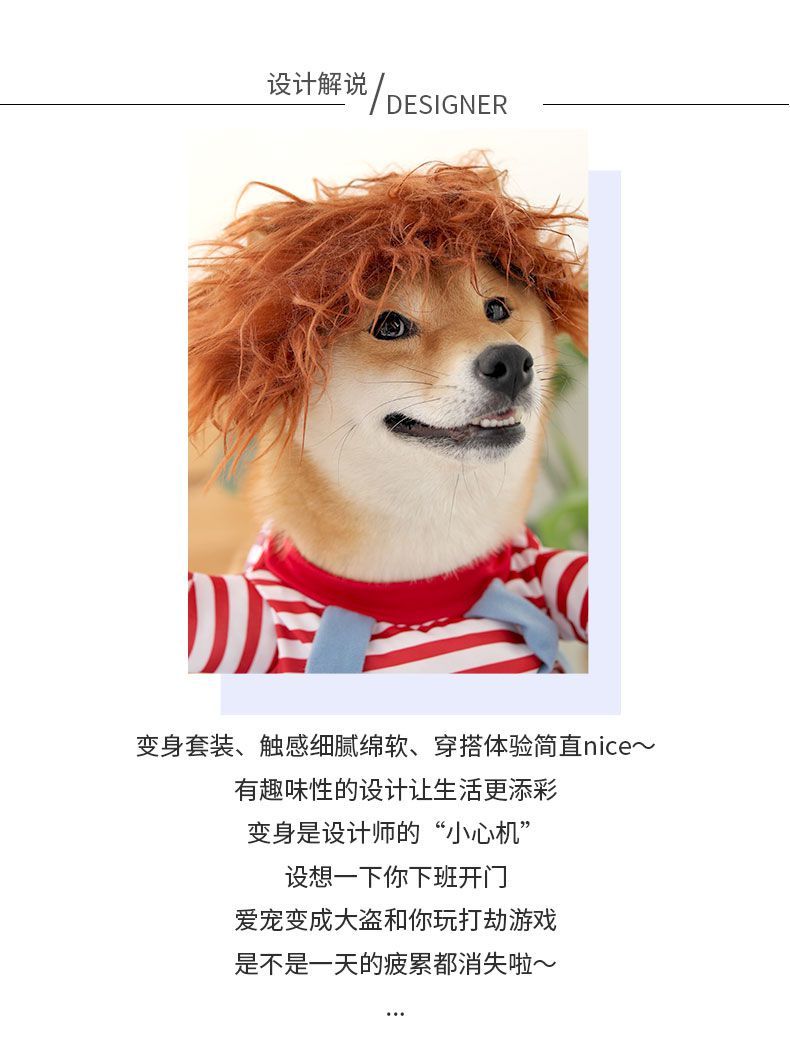 设计解说
DESIGNER
变身套装、触感细腻绵软、穿搭体验简直nice～
有趣味性的设计让生活更添彩
变身是设计师的“小心机”
设想一下你下班开门
爱宠变成大盗和你玩打劫游戏
是不是一天的疲累都消失啦～
...